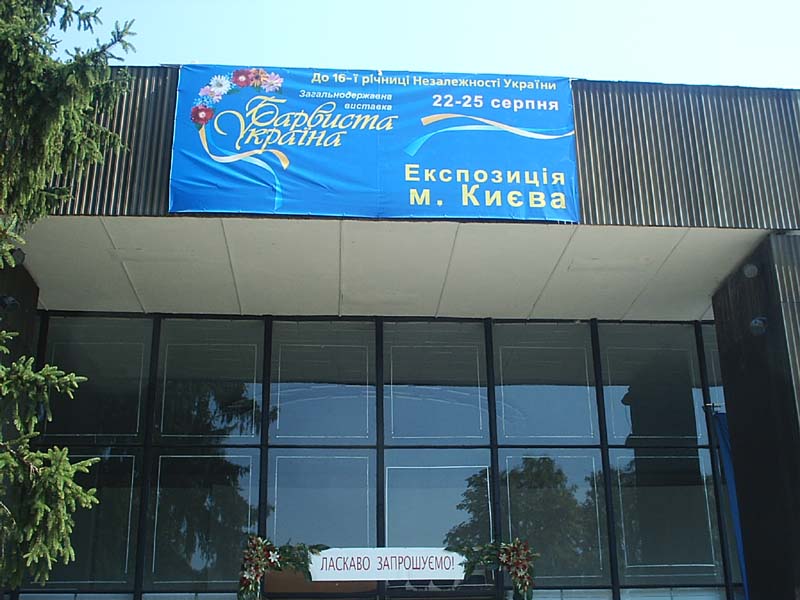 До 16-ї річниці Незалежності України
Загальнодержавна
виставка
22-25 серпня
Барвиста
Україна
Експозиція
м. Києва
ЛАСКАВО ЗАПРОШУЄМО!